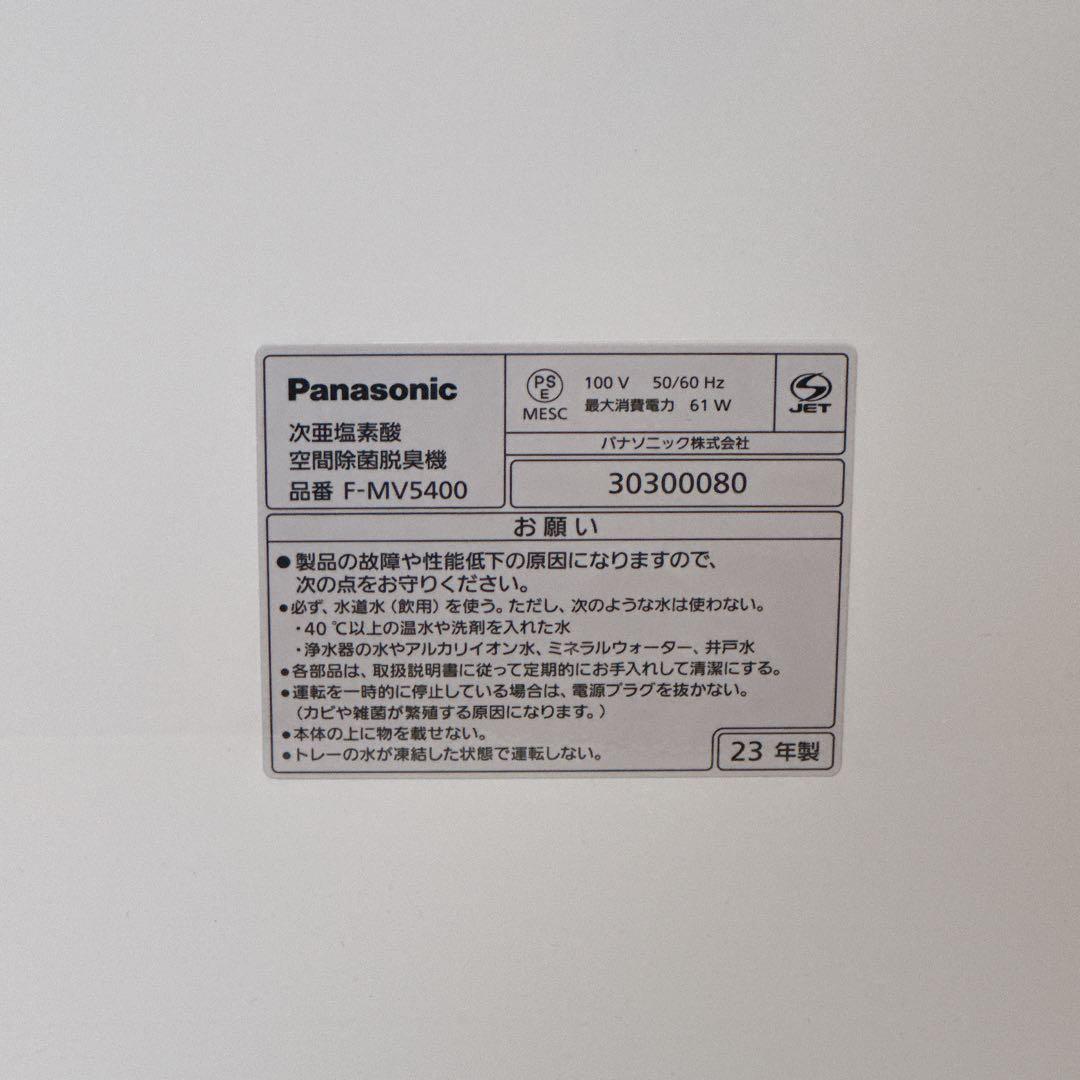 Panasonic
次亜塩素酸
空間除菌脱臭機
品番 F-MV5400
PS
E
MESC
100 V 50/60 Hz
最大消費電力 61 W
S
JET
パナソニック株式会社
30300080
お願い
●製品の故障や性能低下の原因になりますので、
次の点をお守りください。
●必ず、水道水（飲用）を使う。ただし、次のような水は使わない。
・40 ℃以上の温水や洗剤を入れた水
・浄水器の水やアルカリイオン水、ミネラルウォーター、井戸水
●各部品は、取扱説明書に従って定期的にお手入れして清潔にする。
●運転を一時的に停止している場合は、電源プラグを抜かない。
（カビや雑菌が繁殖する原因になります。）
●本体の上に物を載せない。
●トレーの水が凍結した状態で運転しない。
23 年製